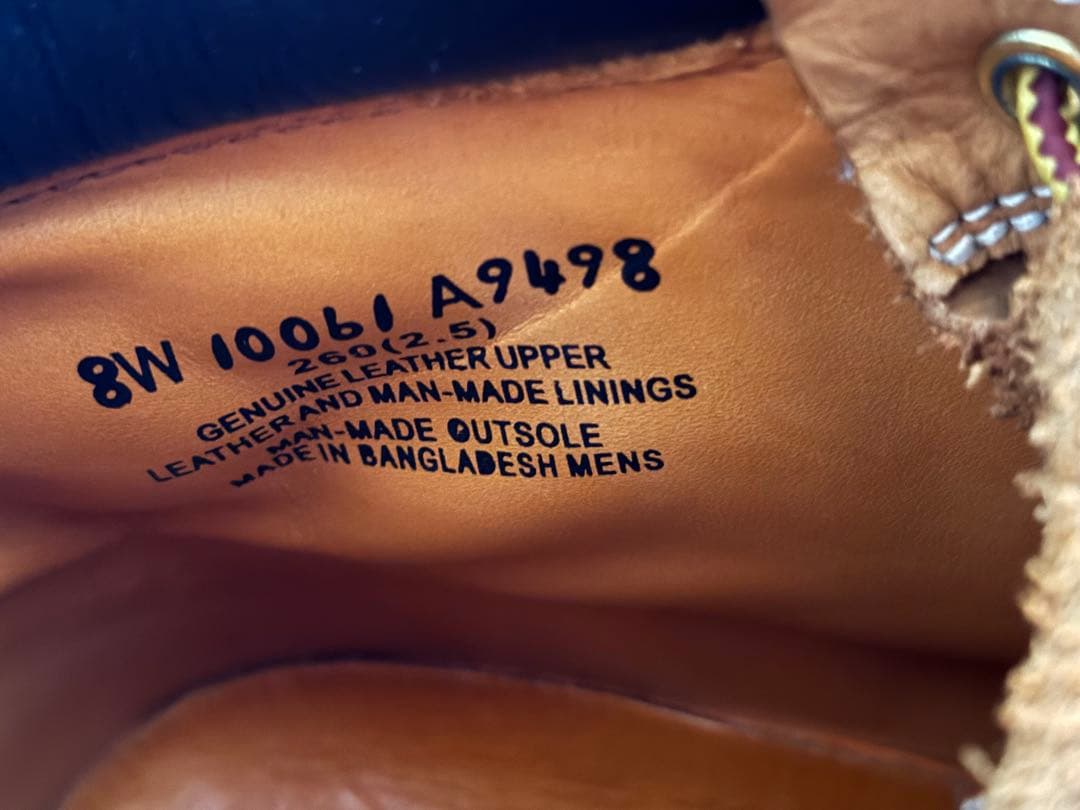 8W 10061 A9498
260(2.5)
GENUINE LEATHER UPPER
LEATHER AND MAN-MADE LININGS
MAN-MADE OUTSOLE
MADE IN BANGLADESH MENS